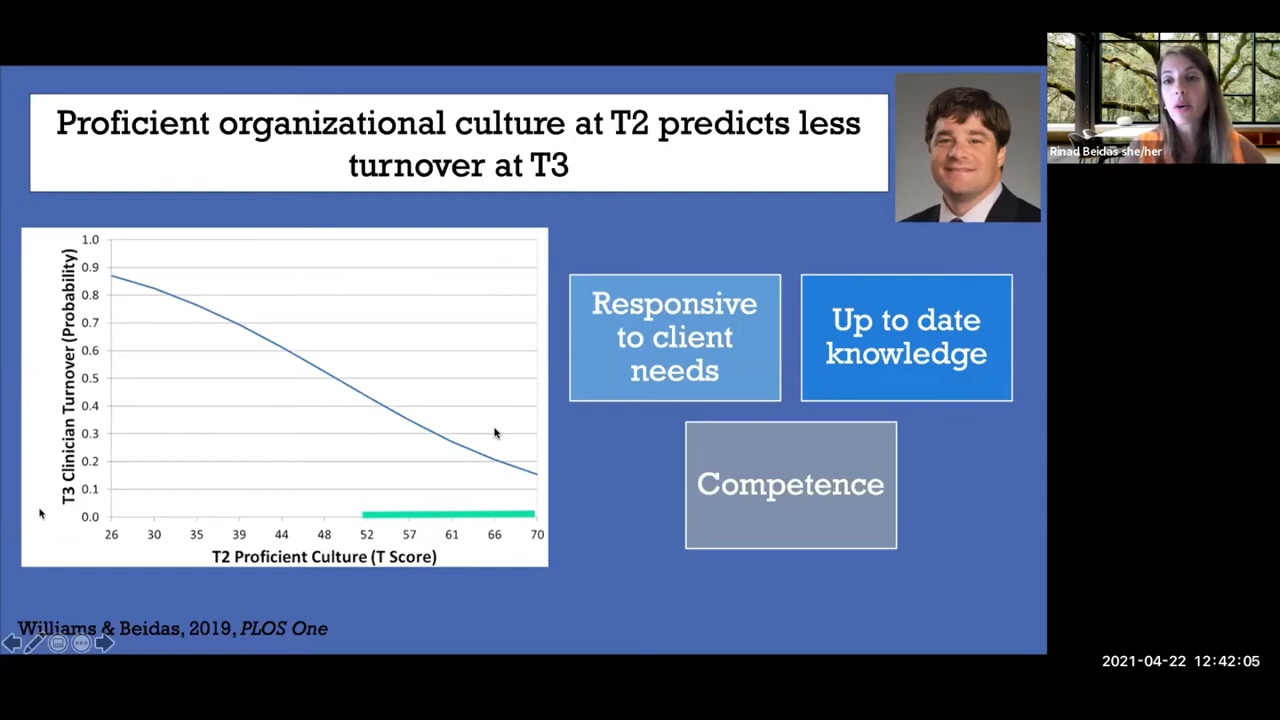 Proficient organizational culture at T2 predicts less
turnover at T3
Rinad Beidas she/her
T3 Clinician Turnover (Probability)
1.0
0.9
0.8
0.7
0.6
0.5
0.4
0.3
0.2
0.1
0.0
26 30 35 39 44 48 52 57 61 66 70
T2 Proficient Culture (T Score)
Responsive
to client
needs
Up to date
knowledge
Competence
Williams & Beidas, 2019, PLOS One
2021-04-22 12:42:05